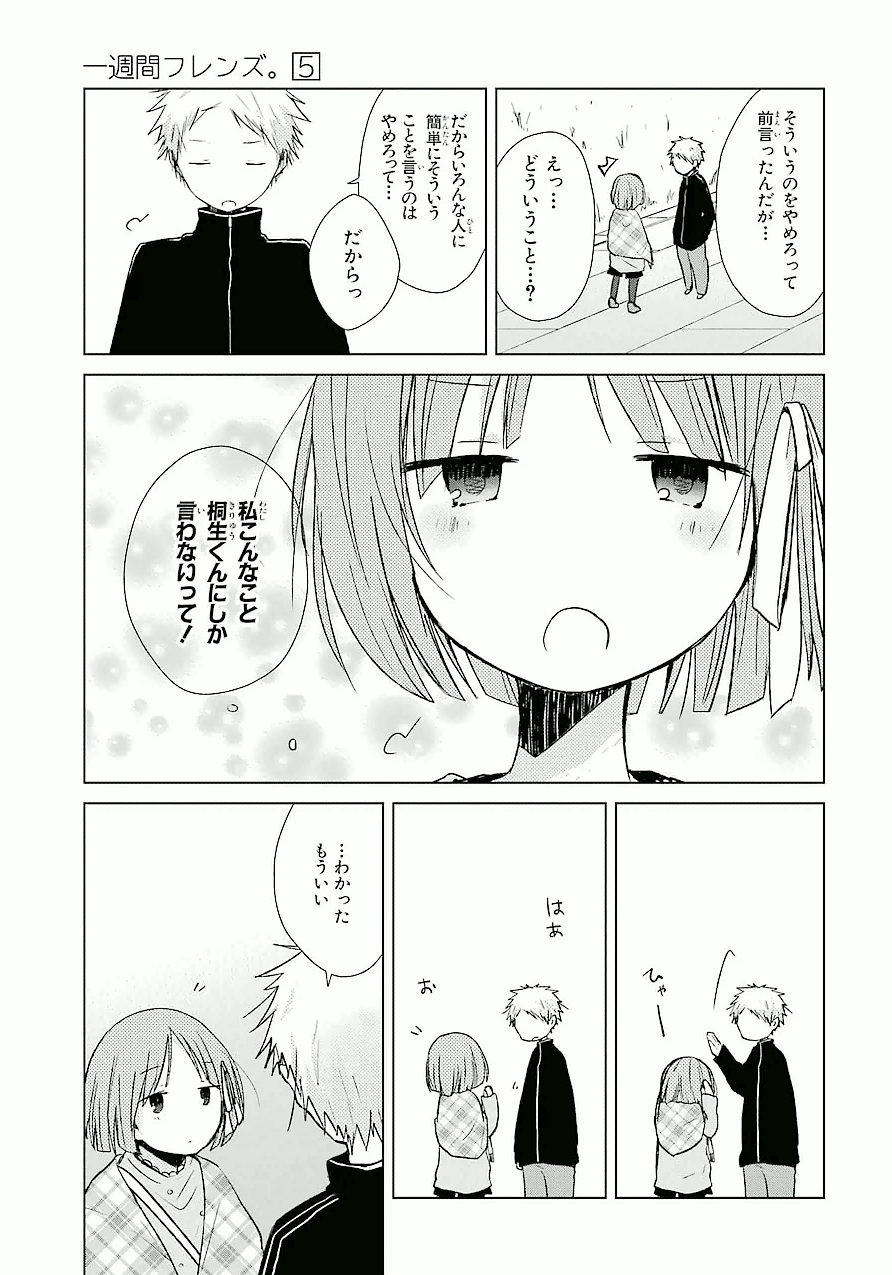 一週間フレンズ。5
そういうのをやめろって
前言ったんだが…
えっ…
どういうこと…?
だからいろんな人に
簡単にそういう
ことを言うのは
やめろって…
だからっ
私こんなこと
桐生くんにしか
言わないって!
ひゃー
はぁ
お
…わかった
もういい